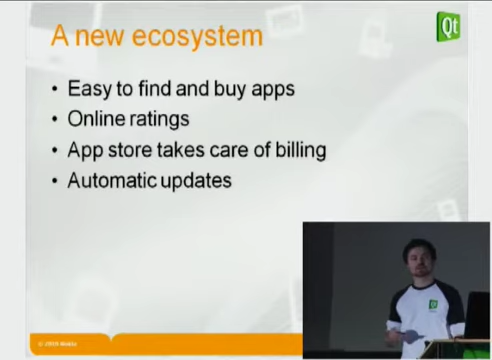 A new ecosystem
Qt
• Easy to find and buy apps
• Online ratings
• App store takes care of billing
• Automatic updates
© 2009 Nokia